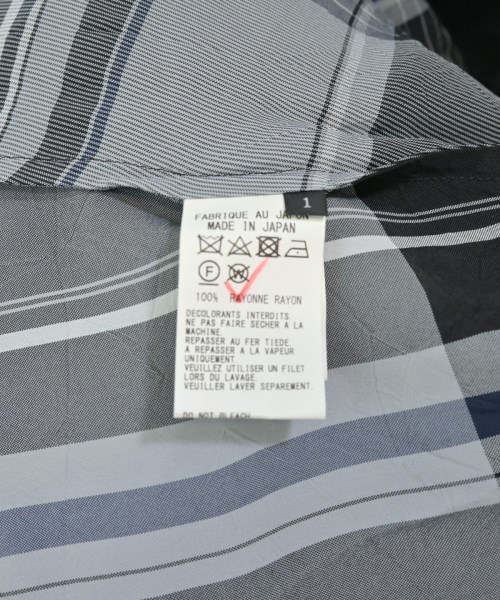 1
FABRIQUE AU JAPON
MADE IN JAPAN
F W
100% RAYONNE RAYON
DECOLORANTS INTERDITS.
NE PAS FAIRE SECHER A LA
MACHINE.
REPASSER AU FER TIEDE.
A REPASSER A LA VAPEUR
UNIQUEMENT.
VEUILLEZ UTILISER UN FILET
LORS DU LAVAGE.
VEUILLER LAVER SEPAREMENT.
DO NOT BLEACH